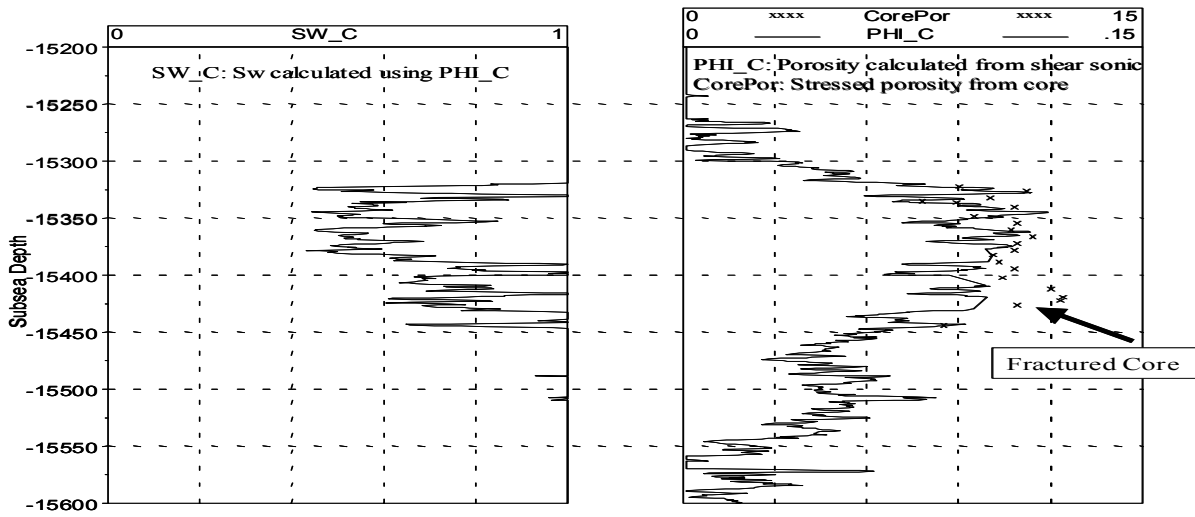 0 SW_C 1
SW_C: Sw calculated using PHI_C
0 xxxx CorePor xxxx 15
0 PHI_C .15
PHI_C: Porosity calculated from shear sonic
CorePor: Stressed porosity from core
Subsea Depth
-15200
-15250
-15300
-15350
-15400
-15450
-15500
-15550
-15600
Fractured Core